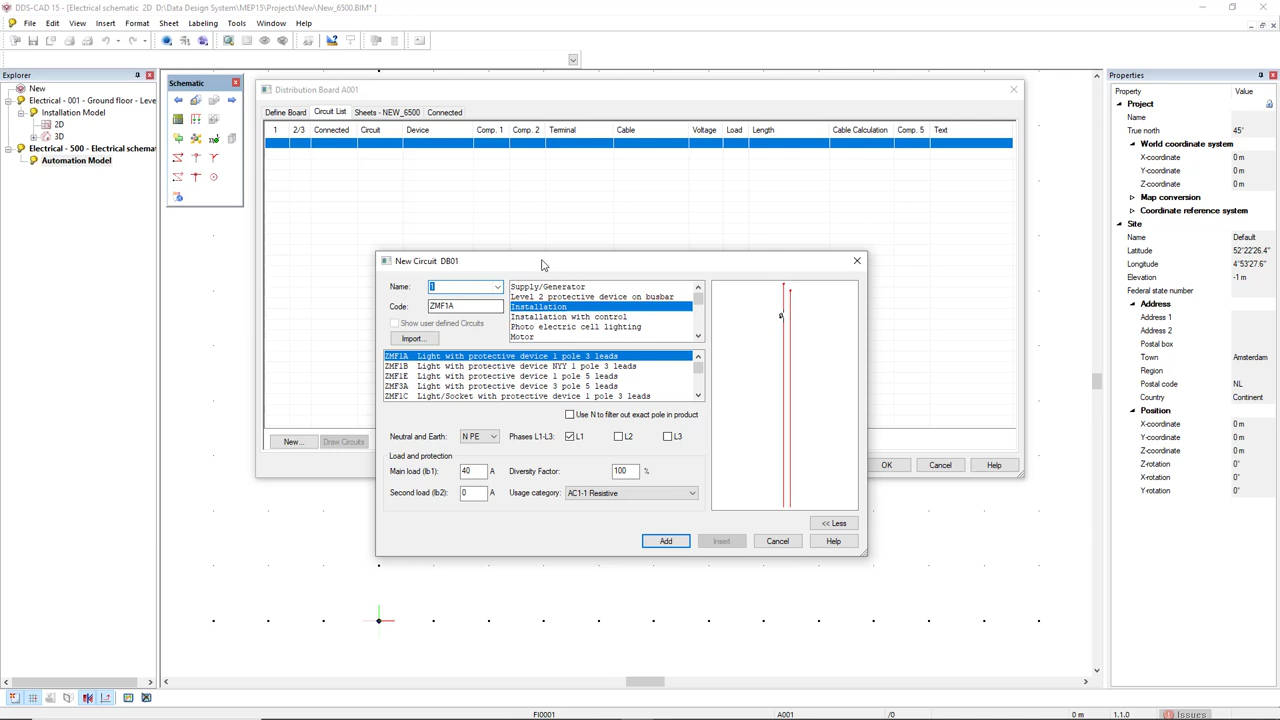 DDS-CAD 15 - [Electrical schematic  2D  D:\Data Design System\MEP15\Projects\New\New_6500.BIM* ]
File Edit View Insert Format Sheet Labeling Tools Window Help
Explorer
New
Electrical - 001 - Ground floor - Leve
Installation Model
2D
3D
Electrical - 500 - Electrical schemat
Automation Model
Schematic
Distribution Board A001
Define Board Circuit List Sheets - NEW_6500 Connected
1 2/3 Connected Circuit Device Comp. 1 Comp. 2 Terminal Cable Voltage Load Length Cable Calculation Comp. 5 Text
New... Draw Circuits OK Cancel Help
New Circuit  DB01
Name: 1
Code: ZMF1A
Show user defined Circuits
Import...
Supply/Generator
Level 2 protective device on busbar
Installation
Installation with control
Photo electric cell lighting
Motor
ZMF1A Light with protective device 1 pole 3 leads
ZMF1B Light with protective device NYY 1 pole 3 leads
ZMF1E Light with protective device 1 pole 5 leads
ZMF3A Light with protective device 3 pole 5 leads
ZMF1C Light/Socket with protective device 1 pole 3 leads
Use N to filter out exact pole in product
Neutral and Earth: N PE Phases L1-L3: L1 L2 L3
Load and protection
Main load (Ib1): 40 A Diversity Factor: 100 %
Second load (Ib2): 0 A Usage category: AC1-1 Resistive
<< Less
Add Insert Cancel Help
Properties
Property Value
Project
Name
True north 45°
World coordinate system
X-coordinate 0 m
Y-coordinate 0 m
Z-coordinate 0 m
Map conversion
Coordinate reference system
Site
Name Default
Latitude 52°22'26.4"
Longitude 4°53'27.6"
Elevation -1 m
Federal state number
Address
Address 1
Address 2
Postal box
Town Amsterdam
Region
Postal code NL
Country Continent
Position
X-coordinate 0 m
Y-coordinate 0 m
Z-coordinate 0 m
Z-rotation 0°
X-rotation 0°
Y-rotation 0°
FI0001 A001 /0 0 m 1.1.0 Issues